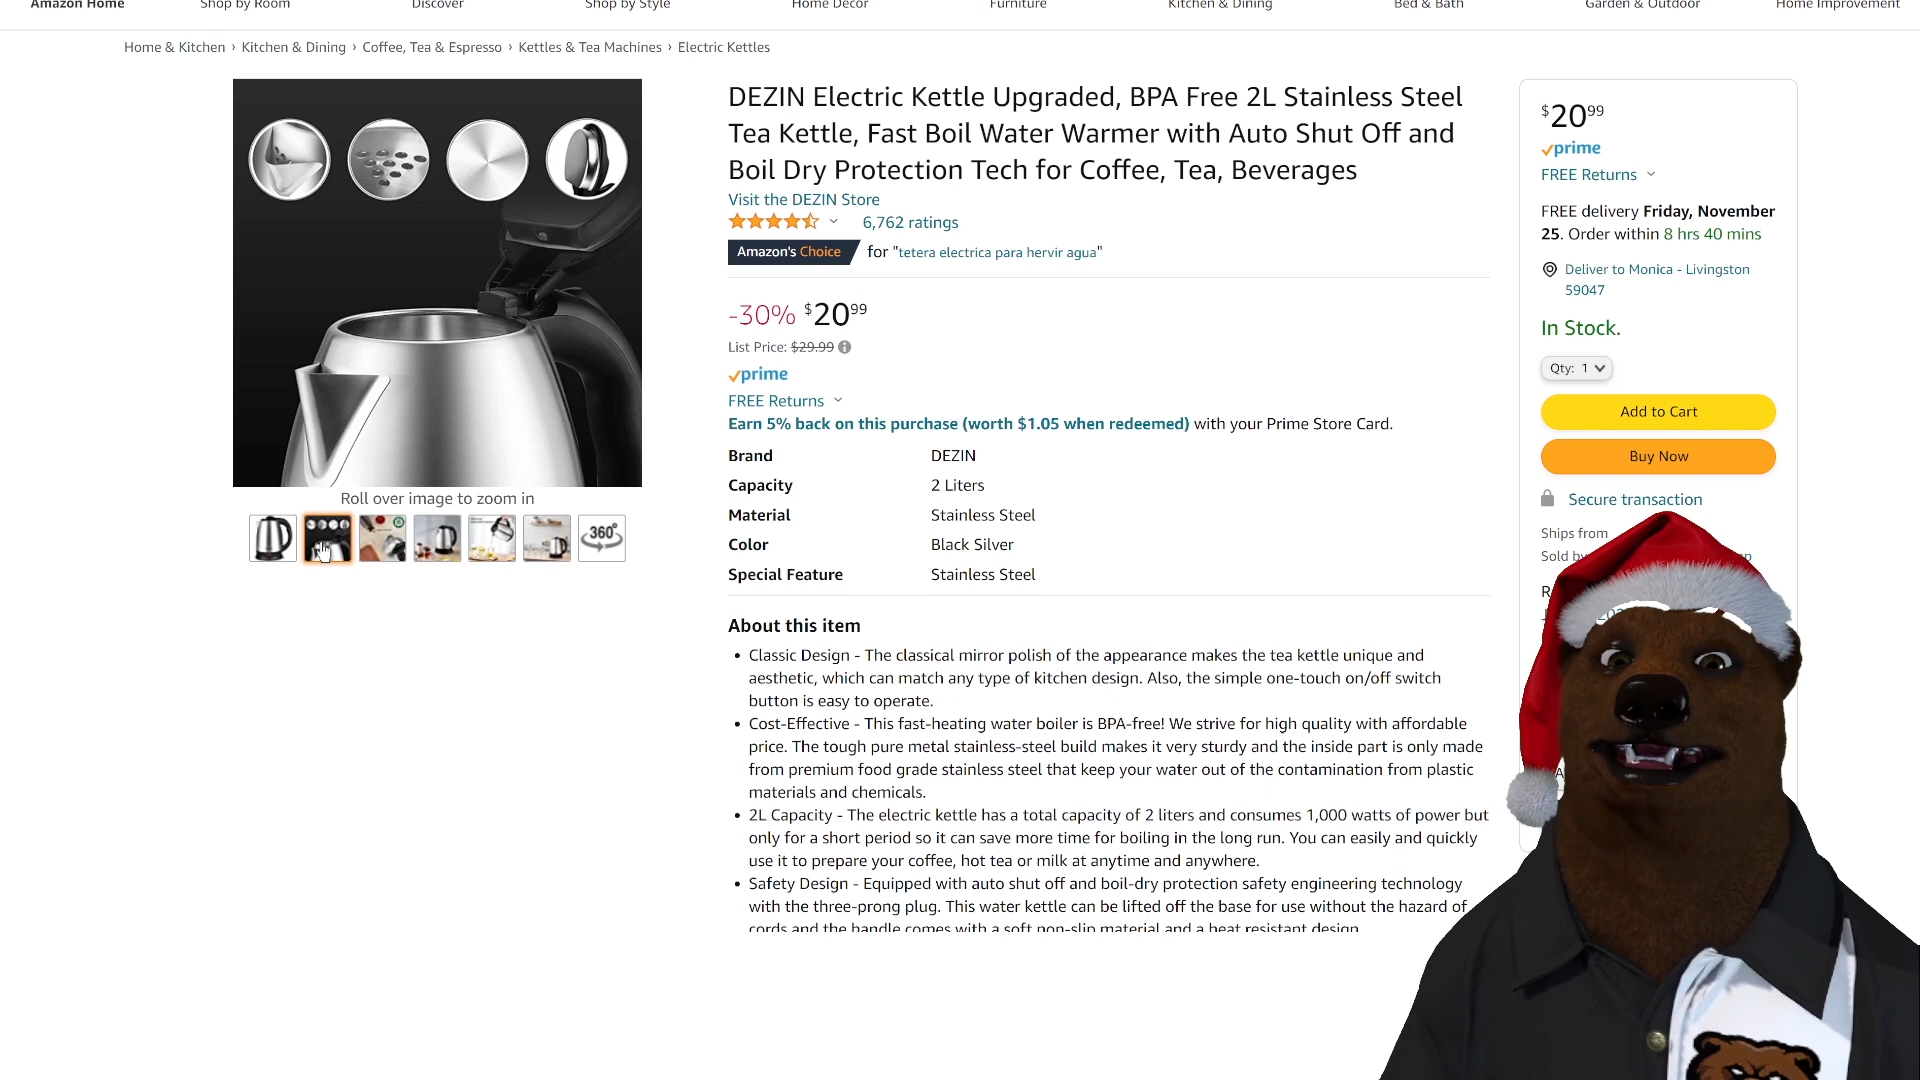 Amazon Home
Shop by Room
Discover
Shop by Style
Home Décor
Furniture
Kitchen & Dining
Bed & Bath
Garden & Outdoor
Home Improvement
Home & Kitchen › Kitchen & Dining › Coffee, Tea & Espresso › Kettles & Tea Machines › Electric Kettles
Roll over image to zoom in
360°
DEZIN Electric Kettle Upgraded, BPA Free 2L Stainless Steel
Tea Kettle, Fast Boil Water Warmer with Auto Shut Off and
Boil Dry Protection Tech for Coffee, Tea, Beverages
Visit the DEZIN Store
6,762 ratings
Amazon's Choice for "tetera electrica para hervir agua"
-30% $20 99
List Price: $29.99
prime
FREE Returns
Earn 5% back on this purchase (worth $1.05 when redeemed) with your Prime Store Card.
Brand DEZIN
Capacity 2 Liters
Material Stainless Steel
Color Black Silver
Special Feature Stainless Steel
About this item
• Classic Design - The classical mirror polish of the appearance makes the tea kettle unique and
aesthetic, which can match any type of kitchen design. Also, the simple one-touch on/off switch
button is easy to operate.
• Cost-Effective - This fast-heating water boiler is BPA-free! We strive for high quality with affordable
price. The tough pure metal stainless-steel build makes it very sturdy and the inside part is only made
from premium food grade stainless steel that keep your water out of the contamination from plastic
materials and chemicals.
• 2L Capacity - The electric kettle has a total capacity of 2 liters and consumes 1,000 watts of power but
only for a short period so it can save more time for boiling in the long run. You can easily and quickly
use it to prepare your coffee, hot tea or milk at anytime and anywhere.
• Safety Design - Equipped with auto shut off and boil-dry protection safety engineering technology
with the three-prong plug. This water kettle can be lifted off the base for use without the hazard of
cords and the handle comes with a soft non-slip material and a heat resistant design.
$20 99
prime
FREE Returns
FREE delivery Friday, November
25. Order within 8 hrs 40 mins
Deliver to Monica - Livingston
59047
In Stock.
Qty: 1
Add to Cart
Buy Now
Secure transaction
Ships from
Sold by